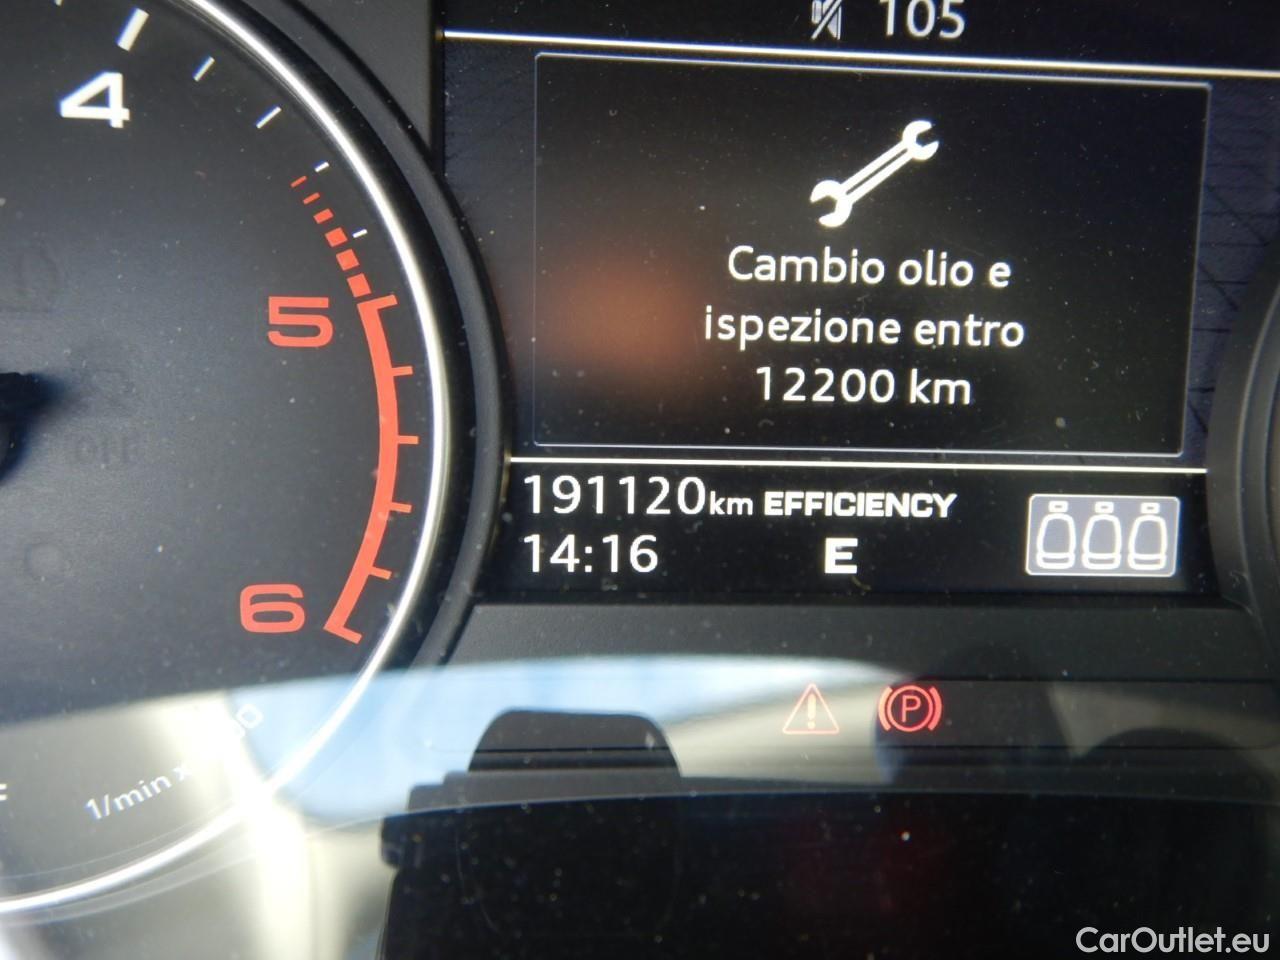 105
4
Cambio olio e
ispezione entro
12200 km
5
191120km EFFICIENCY
14:16 E
6
P
1/min x
CarOutlet.eu